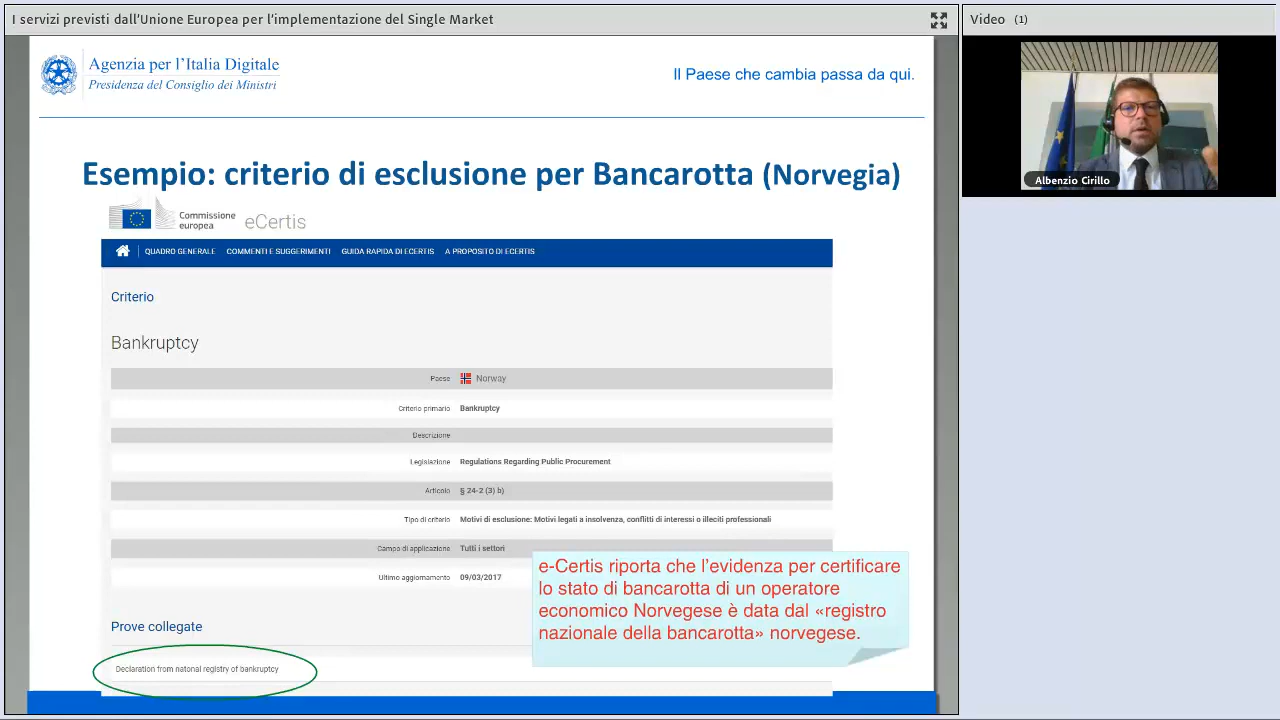 I servizi previsti dall'Unione Europea per l'implementazione del Single Market
Video (1)
Agenzia per l'Italia Digitale
Presidenza del Consiglio dei Ministri
Il Paese che cambia passa da qui.
Albenzio Cirillo
Esempio: criterio di esclusione per Bancarotta (Norvegia)
Commissione
europea
eCertis
QUADRO GENERALE COMMENTI E SUGGERIMENTI GUIDA RAPIDA DI ECERTIS A PROPOSITO DI ECERTIS
Criterio
Bankruptcy
Paese Norway
Criterio primario Bankruptcy
Descrizione
Legislazione Regulations Regarding Public Procurement
Articolo § 24-2 (3) b)
Tipo di criterio Motivi di esclusione: Motivi legati a insolvenza, conflitti di interessi o illeciti professionali
Campo di applicazione Tutti i settori
Ultimo aggiornamento 09/03/2017
e-Certis riporta che l'evidenza per certificare
lo stato di bancarotta di un operatore
economico Norvegese è data dal «registro
nazionale della bancarotta» norvegese.
Prove collegate
Declaration from natonal registry of bankruptcy